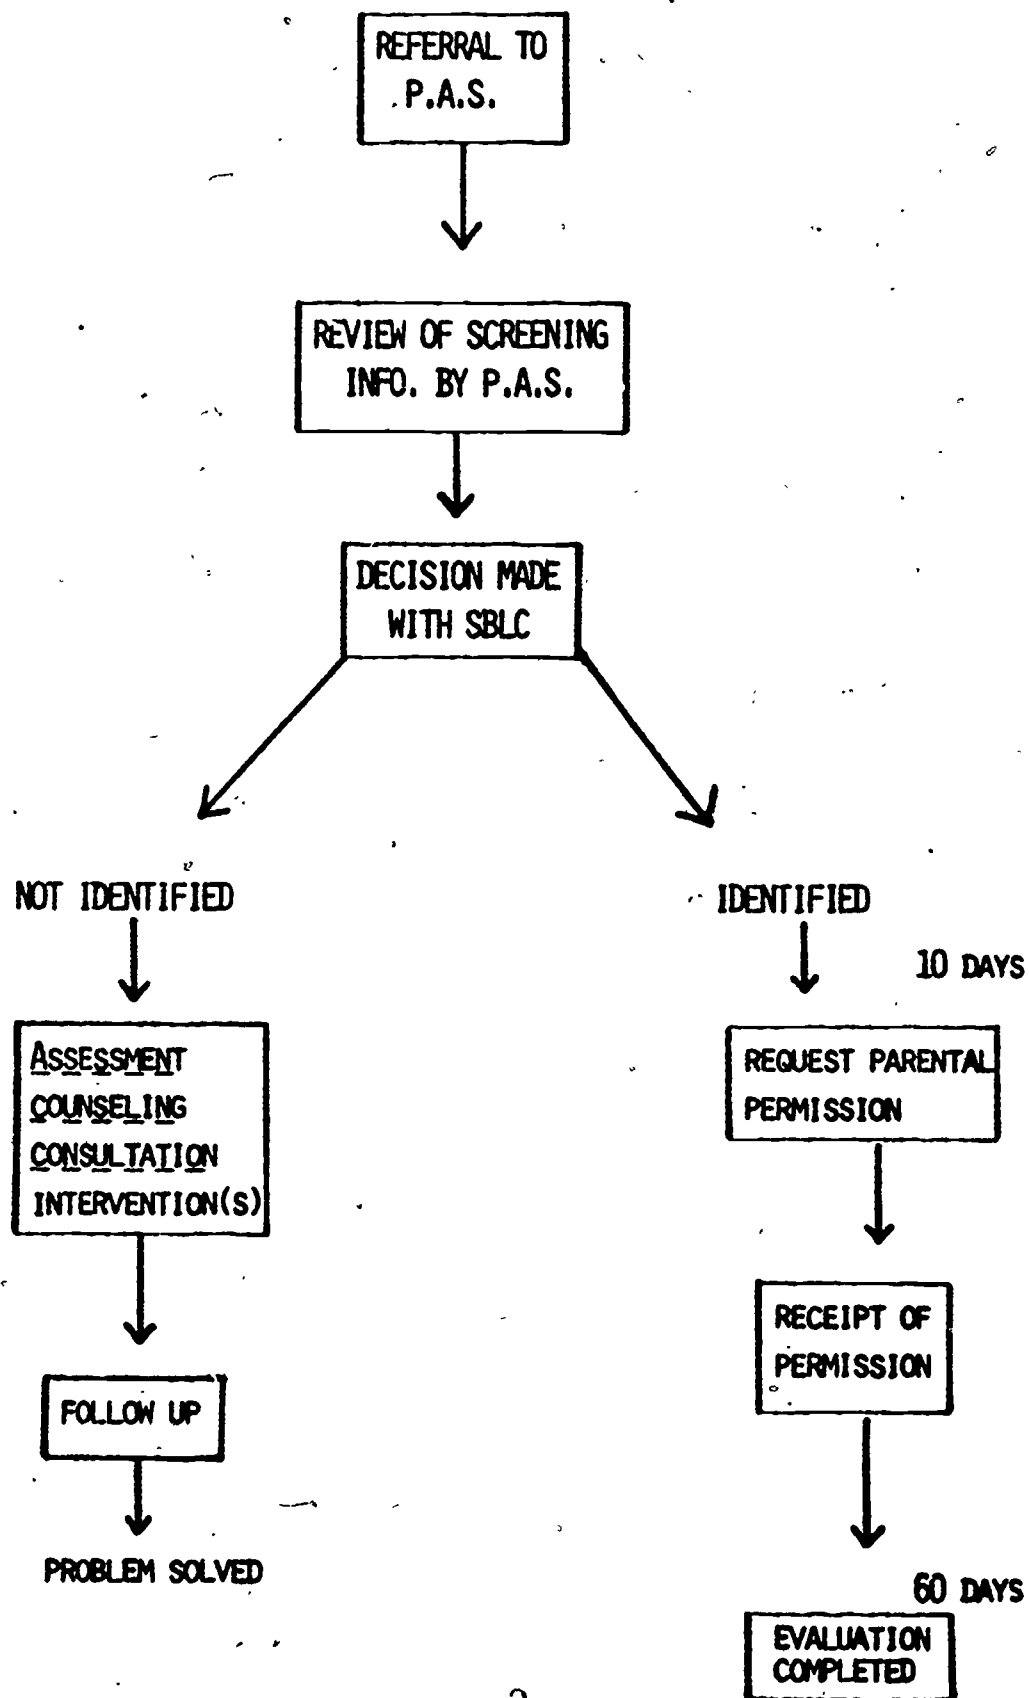 REFERRAL TO
P.A.S.
REVIEW OF SCREENING
INFO. BY P.A.S.
DECISION MADE
WITH SBLC
NOT IDENTIFIED
ASSESSMENT
COUNSELING
CONSULTATION
INTERVENTION(S)
FOLLOW UP
PROBLEM SOLVED
IDENTIFIED
10 DAYS
REQUEST PARENTAL
PERMISSION
RECEIPT OF
PERMISSION
60 DAYS
EVALUATION
COMPLETED